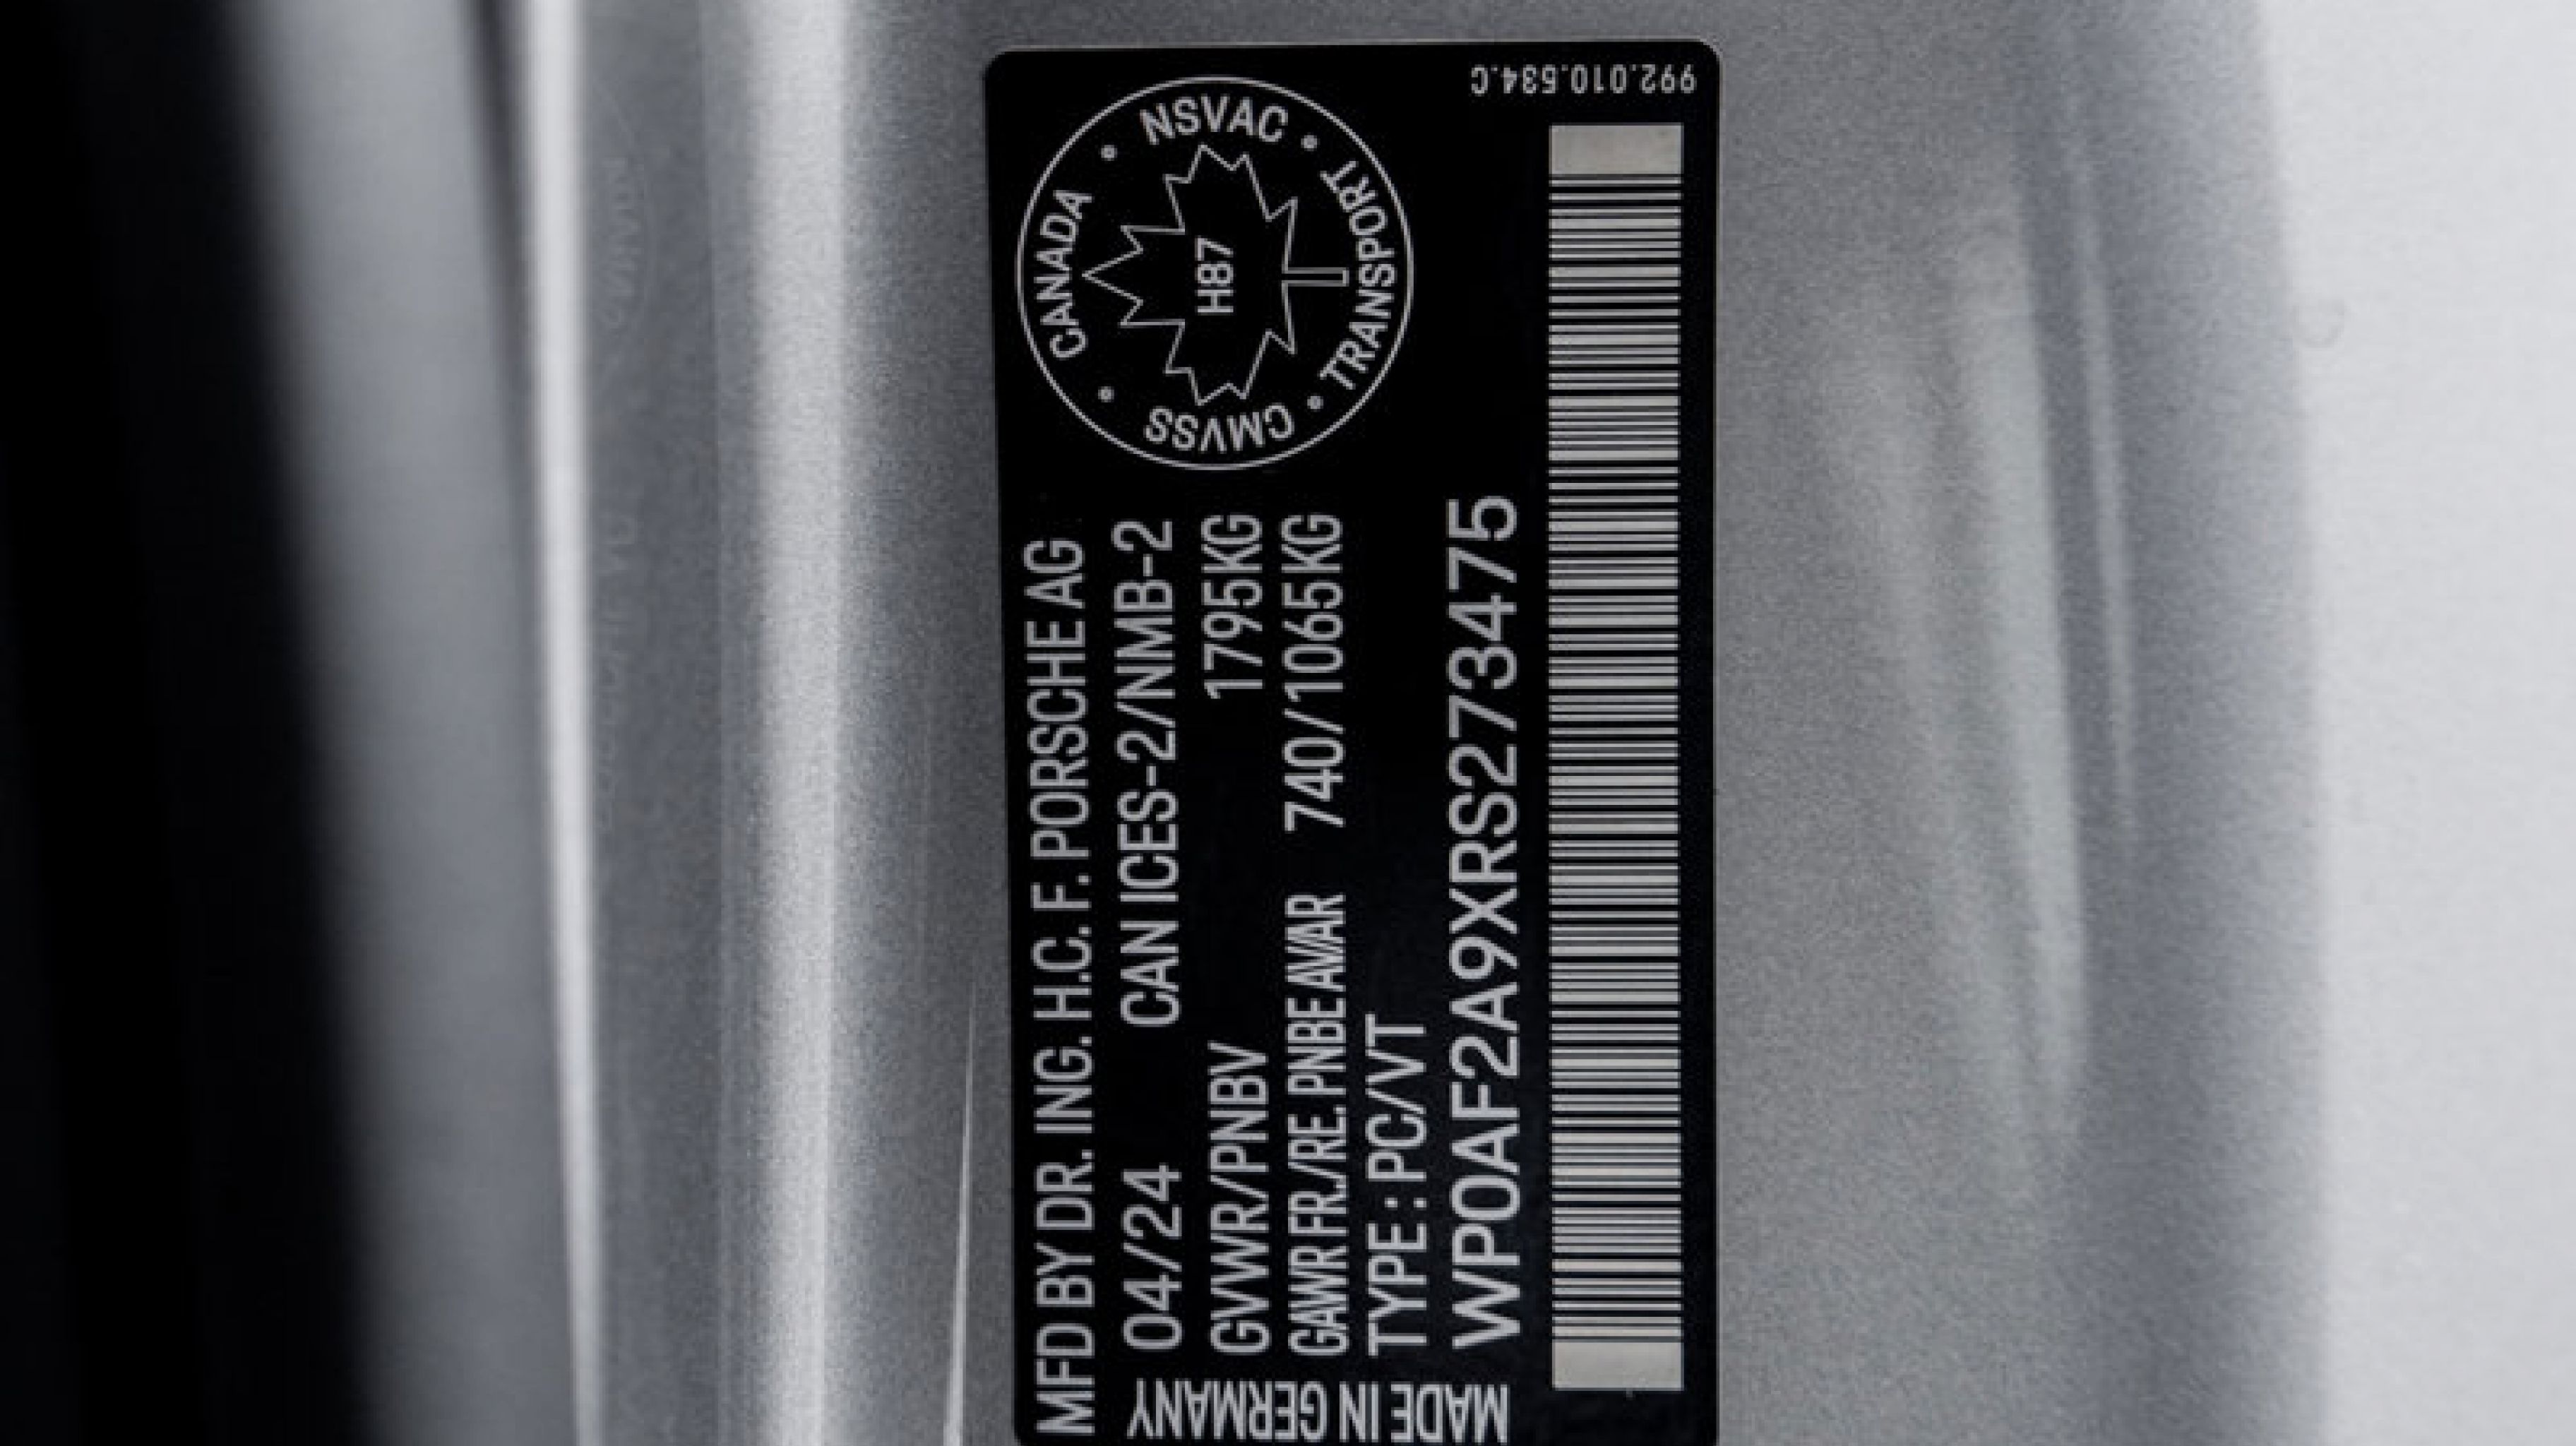 992.010.534.C
CANADA • NSVAC • TRANSPORT • CMVSS •
H87
MFD BY DR. ING. H.C. F. PORSCHE AG
04/24 CAN ICES-2/NMB-2
GVWR/PNBV 1795KG
GAWR FR./RE. PNBE AV/AR 740/1065KG
TYPE : PC/VT
WP0AF2A9XRS273475
MADE IN GERMANY